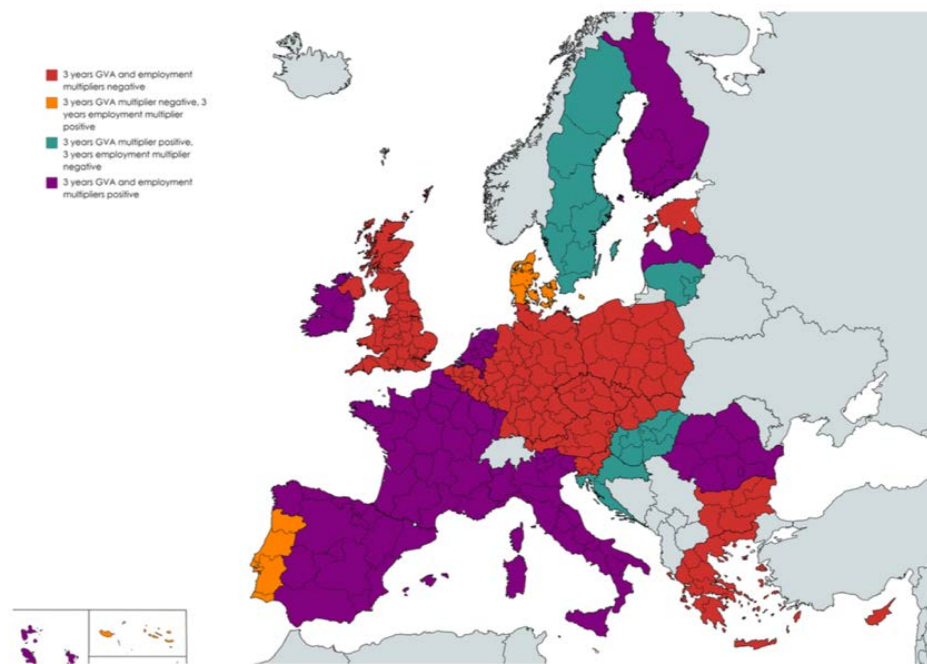 3 years GVA and employment
multipliers negative
3 years GVA multiplier negative, 3
years employment multiplier
positive
3 years GVA multiplier positive,
3 years employment multiplier
negative
3 years GVA and employment
multipliers positive